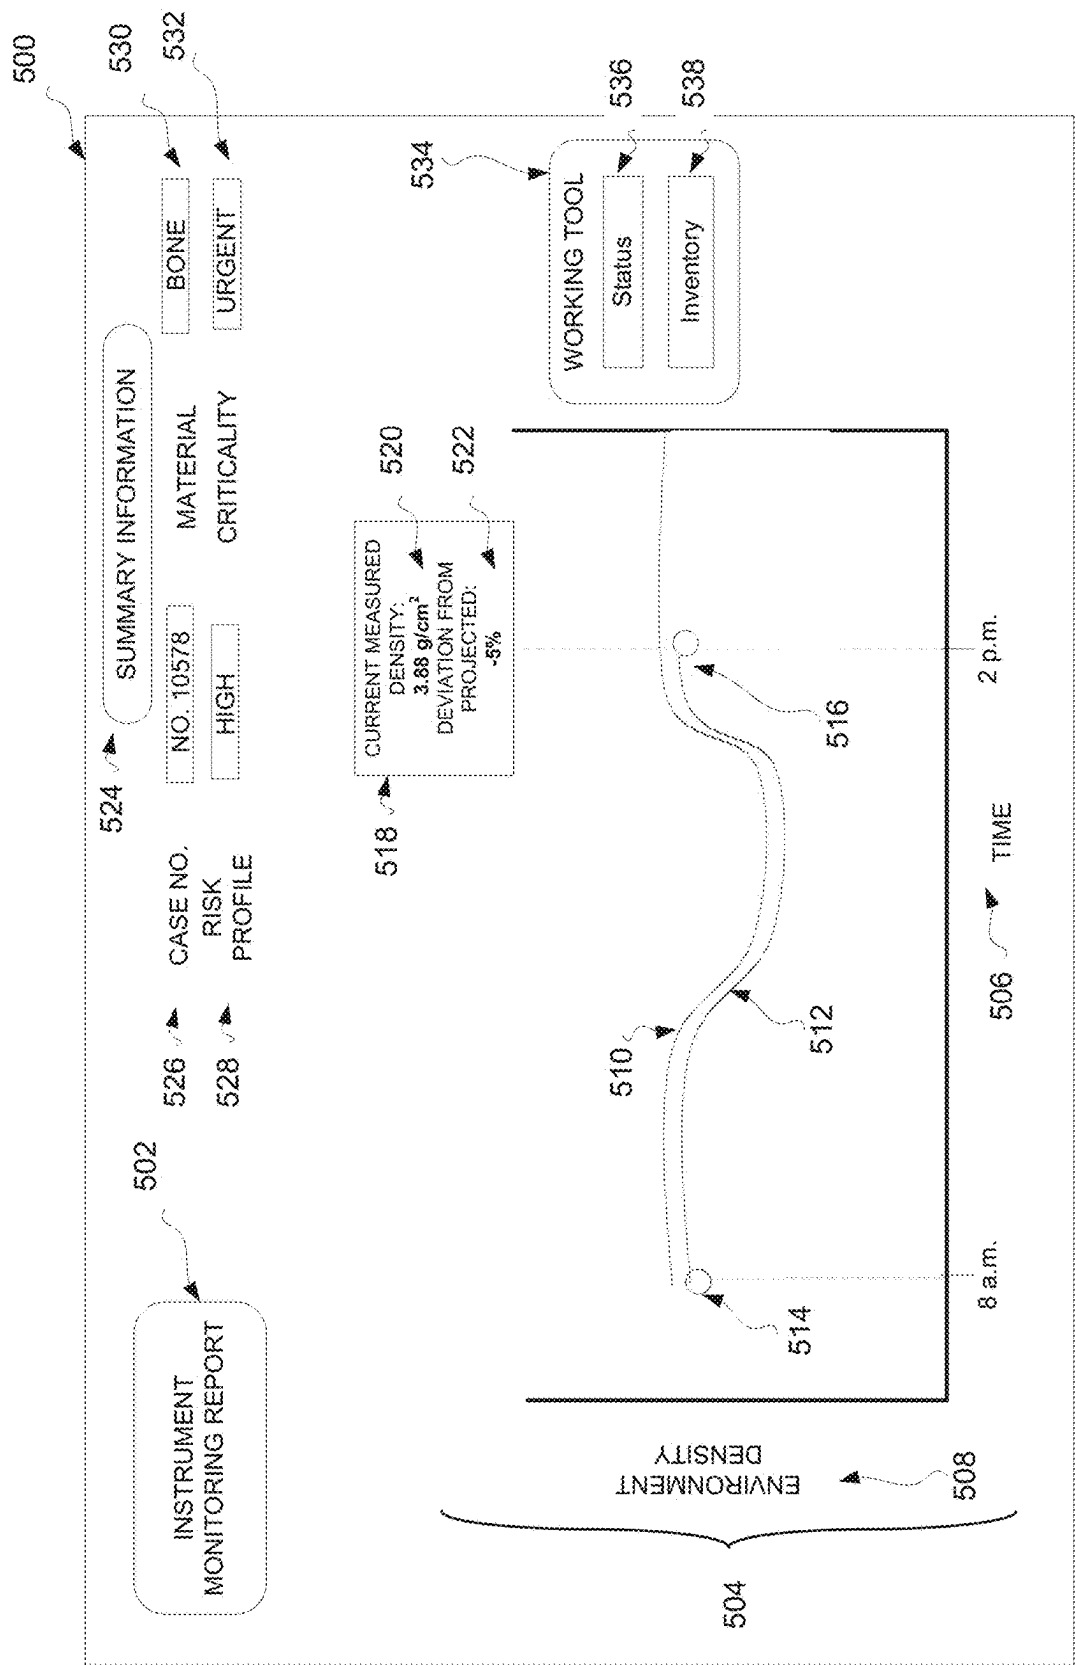 500
530
532
524
SUMMARY INFORMATION
502
INSTRUMENT
MONITORING REPORT
526
CASE NO.
NO. 10578
MATERIAL
BONE
528
RISK
PROFILE
HIGH
CRITICALITY
URGENT
518
CURRENT MEASURED
DENSITY:
3.88 g/cm²
DEVIATION FROM
PROJECTED:
-5%
520
522
534
WORKING TOOL
Status
536
Inventory
538
504
ENVIRONMENT
DENSITY
508
510
512
514
516
8 a.m.
2 p.m.
506
TIME